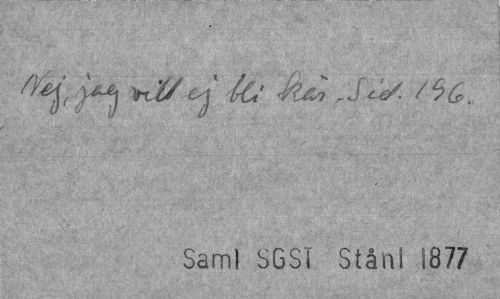 Nej, jag vill ej bli kär. Sid. 196.
Saml SGST Stånl 1877